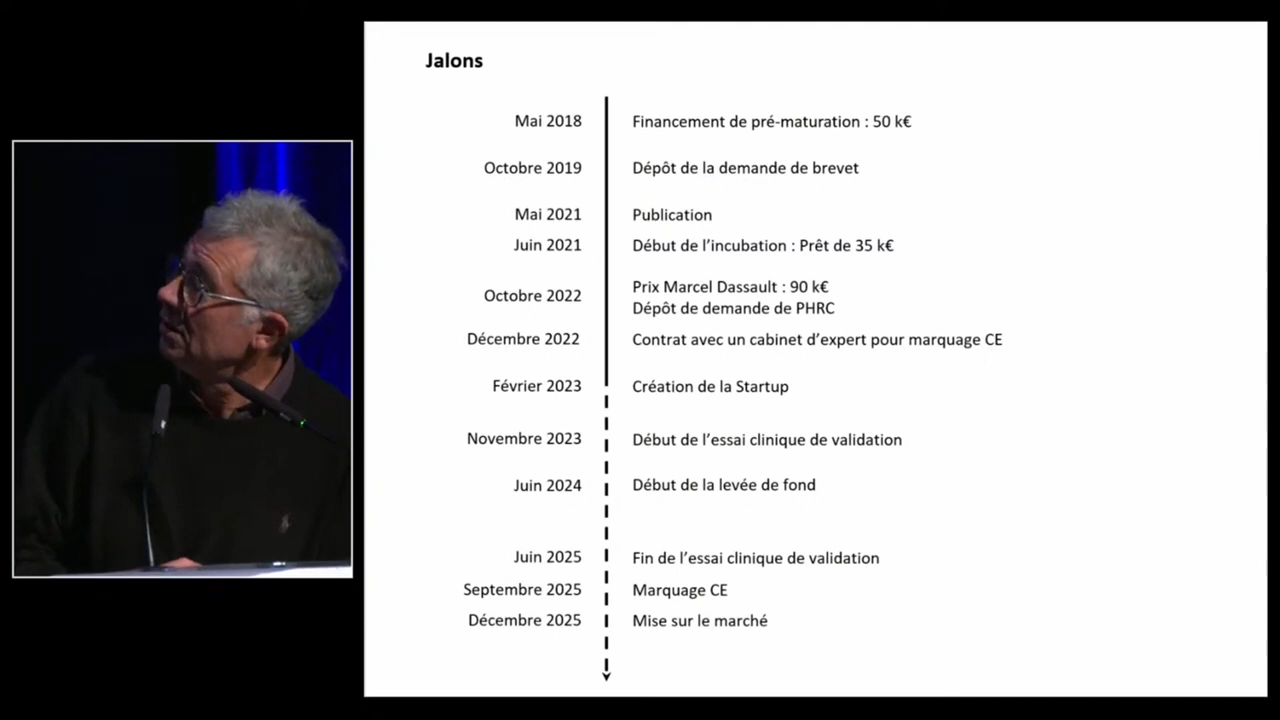 Jalons
Mai 2018 Financement de pré-maturation : 50 k€
Octobre 2019 Dépôt de la demande de brevet
Mai 2021 Publication
Juin 2021 Début de l’incubation : Prêt de 35 k€
Octobre 2022 Prix Marcel Dassault : 90 k€
Dépôt de demande de PHRC
Décembre 2022 Contrat avec un cabinet d’expert pour marquage CE
Février 2023 Création de la Startup
Novembre 2023 Début de l’essai clinique de validation
Juin 2024 Début de la levée de fond
Juin 2025 Fin de l’essai clinique de validation
Septembre 2025 Marquage CE
Décembre 2025 Mise sur le marché